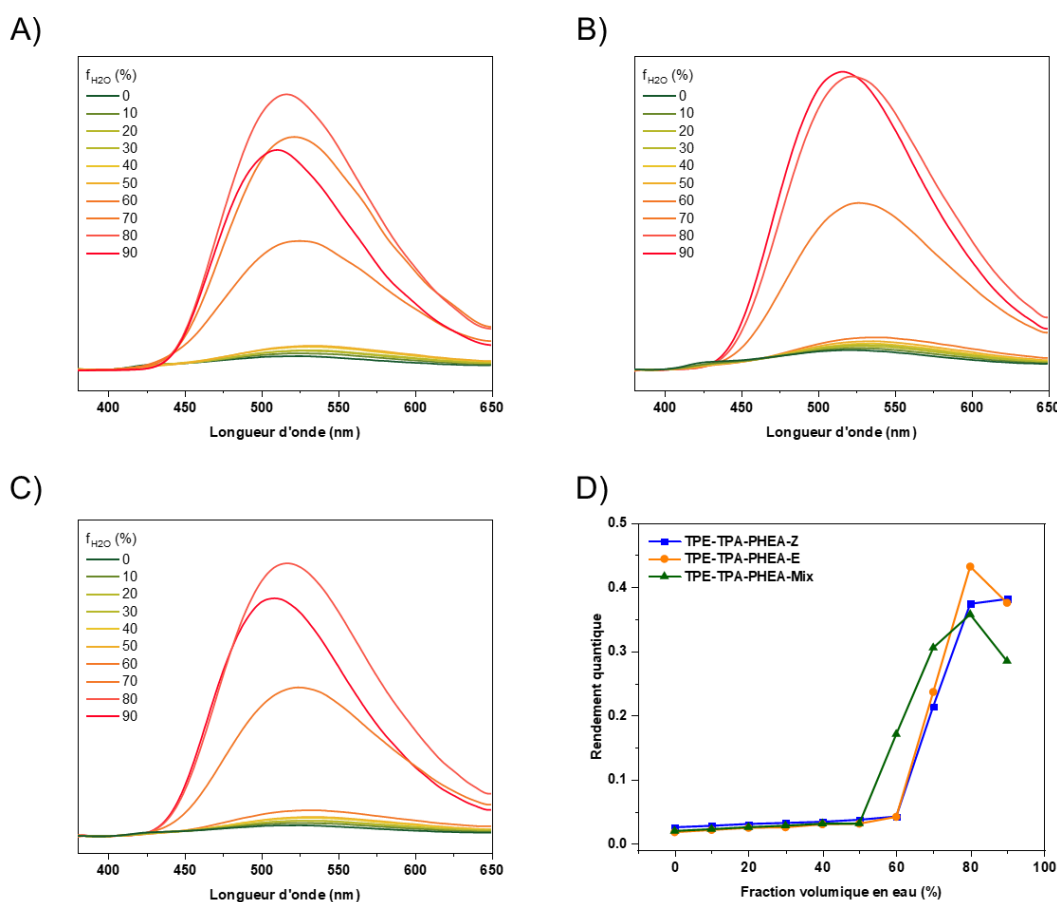 A)
f_H2O (%)
0
10
20
30
40
50
60
70
80
90
400 450 500 550 600 650
Longueur d'onde (nm)
B)
f_H2O (%)
0
10
20
30
40
50
60
70
80
90
400 450 500 550 600 650
Longueur d'onde (nm)
C)
f_H2O (%)
0
10
20
30
40
50
60
70
80
90
400 450 500 550 600 650
Longueur d'onde (nm)
D)
TPE-TPA-PHEA-Z
TPE-TPA-PHEA-E
TPE-TPA-PHEA-Mix
Rendement quantique
0.5
0.4
0.3
0.2
0.1
0.0
0 20 40 60 80 100
Fraction volumique en eau (%)